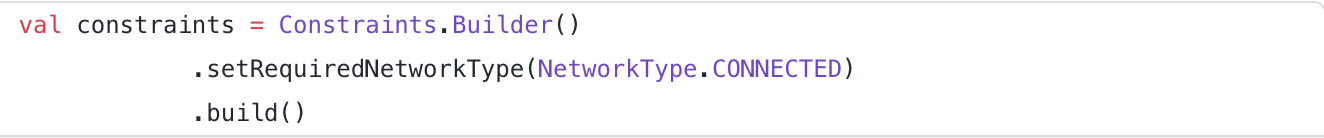 val constraints = Constraints.Builder()
        .setRequiredNetworkType(NetworkType.CONNECTED)
        .build()